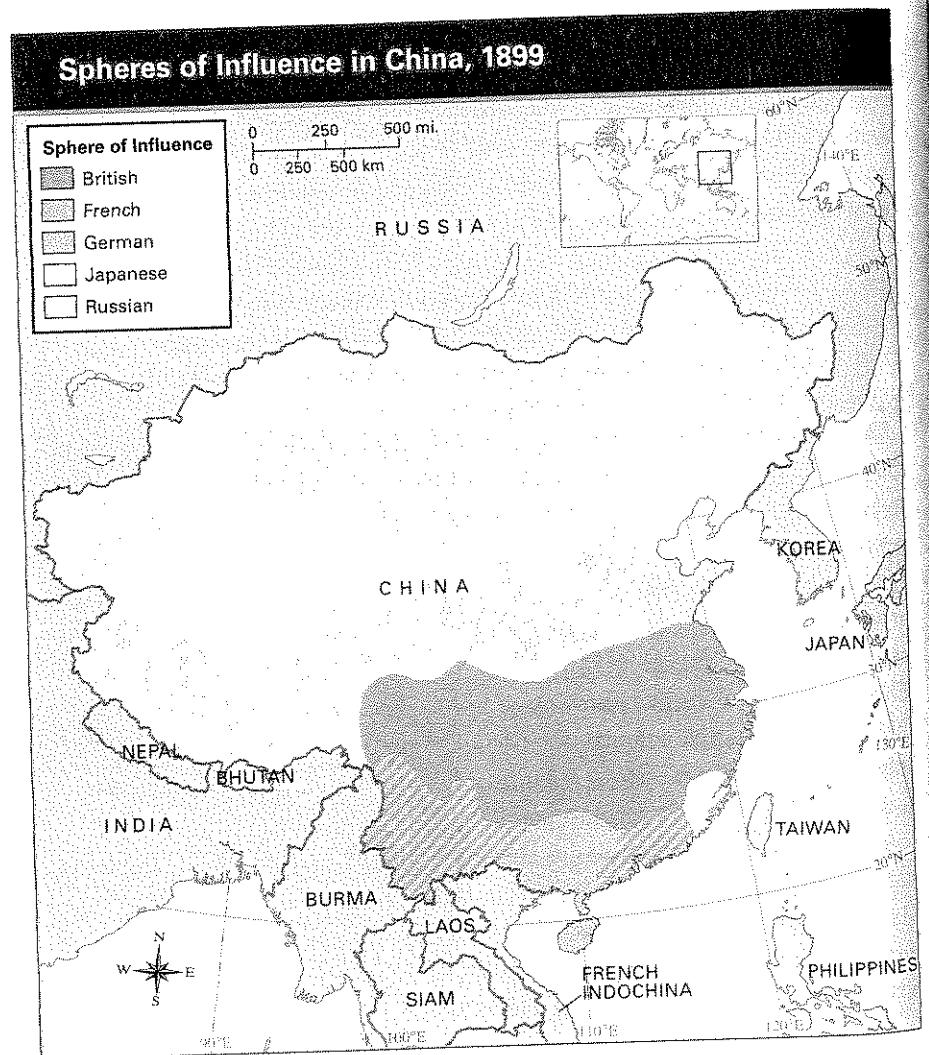 Spheres of Influence in China, 1899
Sphere of Influence
British
French
German
Japanese
Russian
0 250 500 mi.
0 250 500 km
60°N
140°E
RUSSIA
50°N
40°N
KOREA
CHINA
JAPAN
30°N
130°E
NEPAL
BHUTAN
INDIA
TAIWAN
20°N
BURMA
LAOS
N
W E
S
FRENCH
INDOCHINA
PHILIPPINES
SIAM
90°E
100°E
110°E
120°E